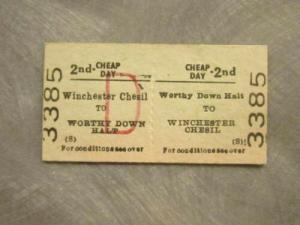 3385
2nd-CHEAP DAY
Winchester Chesil
TO
WORTHY DOWN
HALT
(S)
For conditions see over
D
CHEAP DAY-2nd
Worthy Down Halt
TO
WINCHESTER
CHESIL
(S)
For conditions see over
3385